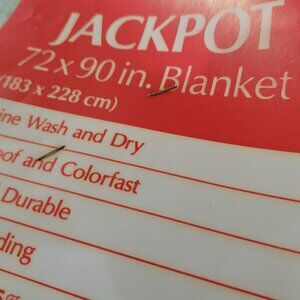 JACKPOT
72 x 90 in. Blanket
(183 x 228 cm)
ine Wash and Dry
oof and Colorfast
Durable
ding